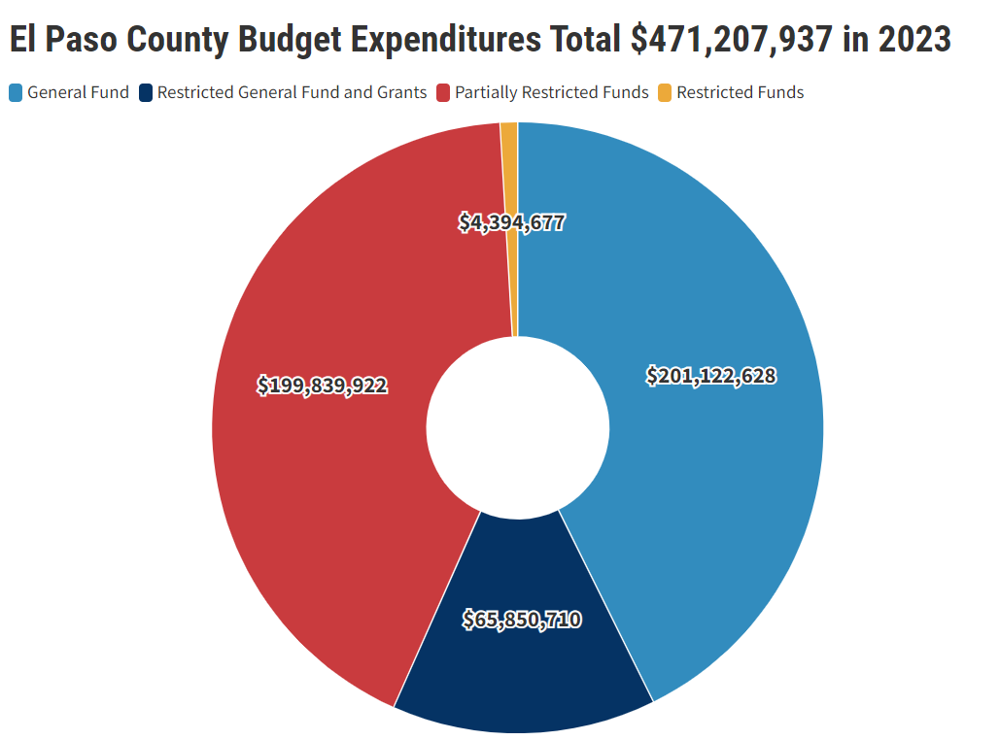 El Paso County Budget Expenditures Total $471,207,937 in 2023
General Fund Restricted General Fund and Grants Partially Restricted Funds Restricted Funds
$4,394,677
$201,122,628
$199,839,922
$65,850,710